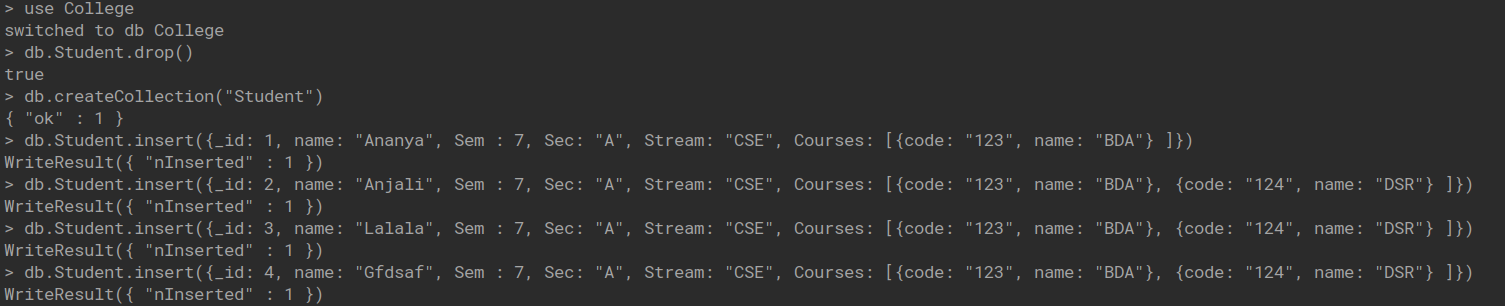 > use College
switched to db College
> db.Student.drop()
true
> db.createCollection("Student")
{ "ok" : 1 }
> db.Student.insert({_id: 1, name: "Ananya", Sem : 7, Sec: "A", Stream: "CSE", Courses: [{code: "123", name: "BDA"} ]})
WriteResult({ "nInserted" : 1 })
> db.Student.insert({_id: 2, name: "Anjali", Sem : 7, Sec: "A", Stream: "CSE", Courses: [{code: "123", name: "BDA"}, {code: "124", name: "DSR"} ]})
WriteResult({ "nInserted" : 1 })
> db.Student.insert({_id: 3, name: "Lalala", Sem : 7, Sec: "A", Stream: "CSE", Courses: [{code: "123", name: "BDA"}, {code: "124", name: "DSR"} ]})
WriteResult({ "nInserted" : 1 })
> db.Student.insert({_id: 4, name: "Gfdsaf", Sem : 7, Sec: "A", Stream: "CSE", Courses: [{code: "123", name: "BDA"}, {code: "124", name: "DSR"} ]})
WriteResult({ "nInserted" : 1 })